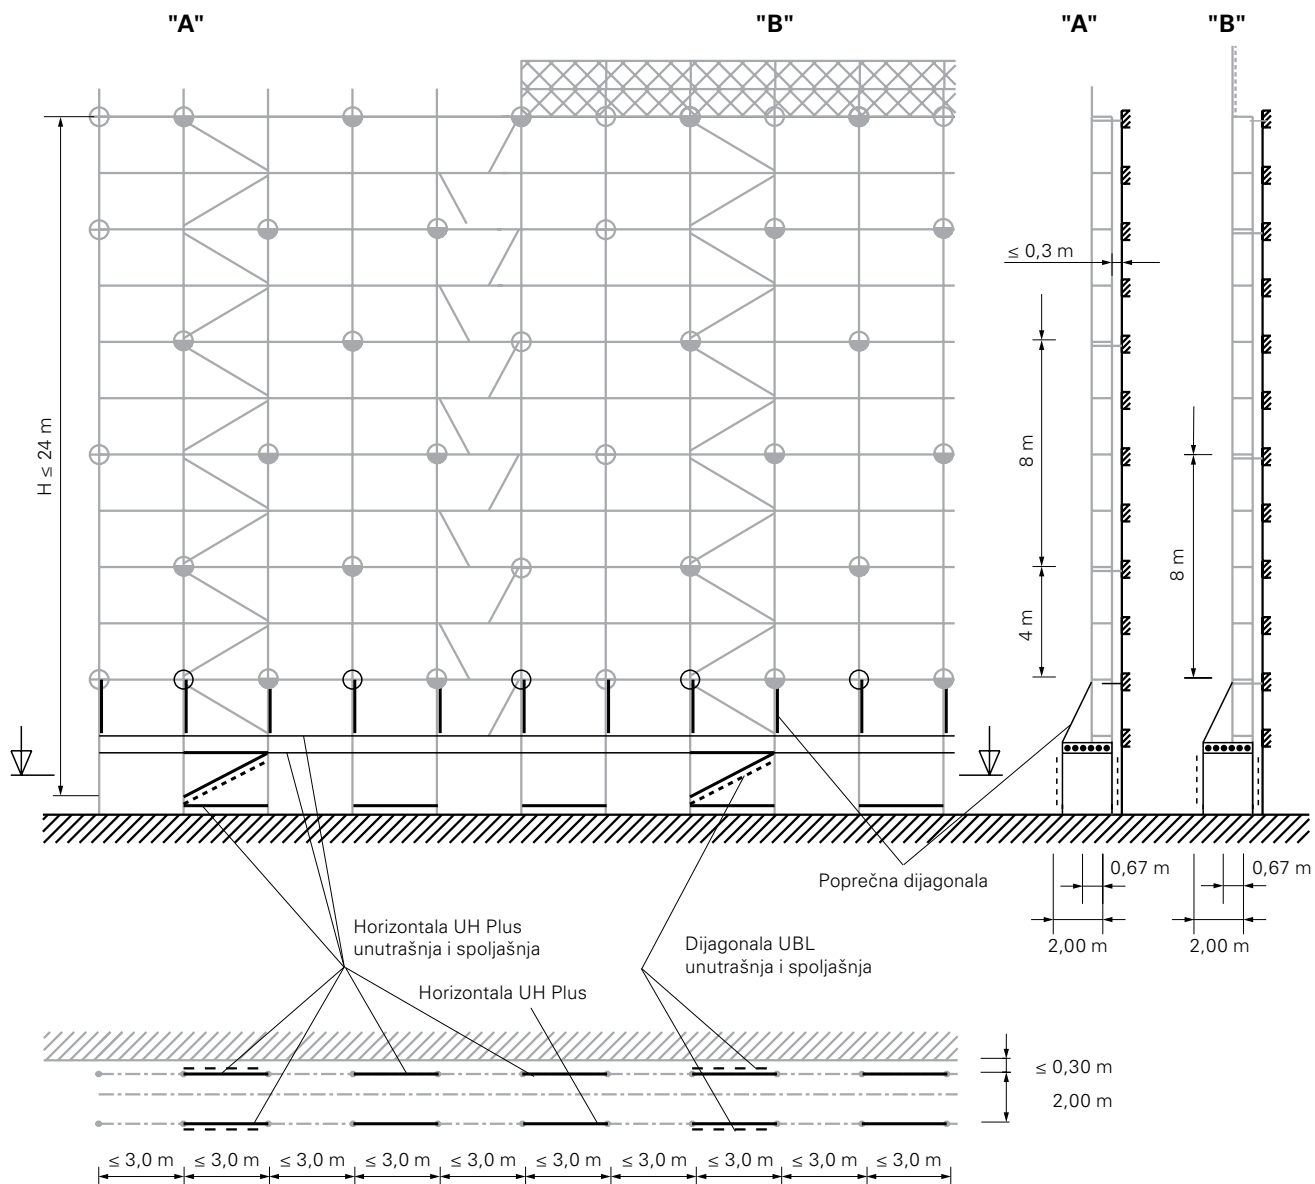 "A"
"B"
"A"
"B"
≤ 0,3 m
H ≤ 24 m
8 m
4 m
8 m
Poprečna dijagonala
0,67 m
0,67 m
2,00 m
2,00 m
Horizontala UH Plus
unutrašnja i spoljašnja
Dijagonala UBL
unutrašnja i spoljašnja
Horizontala UH Plus
≤ 0,30 m
2,00 m
≤ 3,0 m
≤ 3,0 m
≤ 3,0 m
≤ 3,0 m
≤ 3,0 m
≤ 3,0 m
≤ 3,0 m
≤ 3,0 m
≤ 3,0 m
≤ 3,0 m